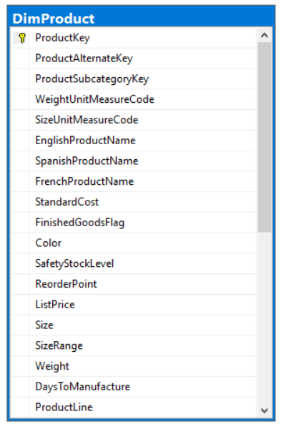 DimProduct
ProductKey
ProductAlternateKey
ProductSubcategoryKey
WeightUnitMeasureCode
SizeUnitMeasureCode
EnglishProductName
SpanishProductName
FrenchProductName
StandardCost
FinishedGoodsFlag
Color
SafetyStockLevel
ReorderPoint
ListPrice
Size
SizeRange
Weight
DaysToManufacture
ProductLine